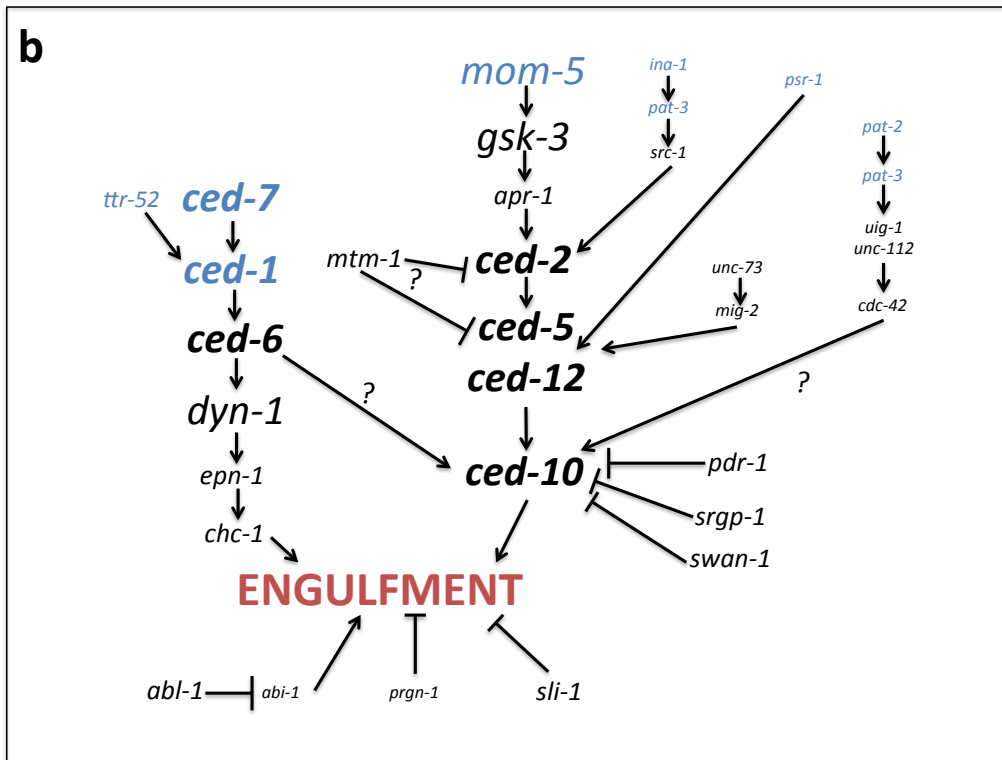 b
mom-5
ina-1
psr-1
pat-3
gsk-3
pat-2
src-1
pat-3
apr-1
ttr-52
ced-7
uig-1
unc-112
mtm-1
ced-2
ced-1
?
unc-73
cdc-42
mig-2
ced-5
ced-6
ced-12
?
?
dyn-1
ced-10
pdr-1
epn-1
srgp-1
chc-1
swan-1
ENGULFMENT
abl-1
abi-1
prgn-1
sli-1